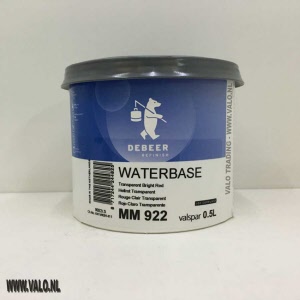 DEBEER
REFINISH
WATERBASE
Transparent Bright Red
Helrot Transparent
Rouge Clair Transparent
Rojo Claro Transparente
MM 922
valspar 0.5L
VALO TRADING - WWW.VALO.NL
WWW.VALO.NL